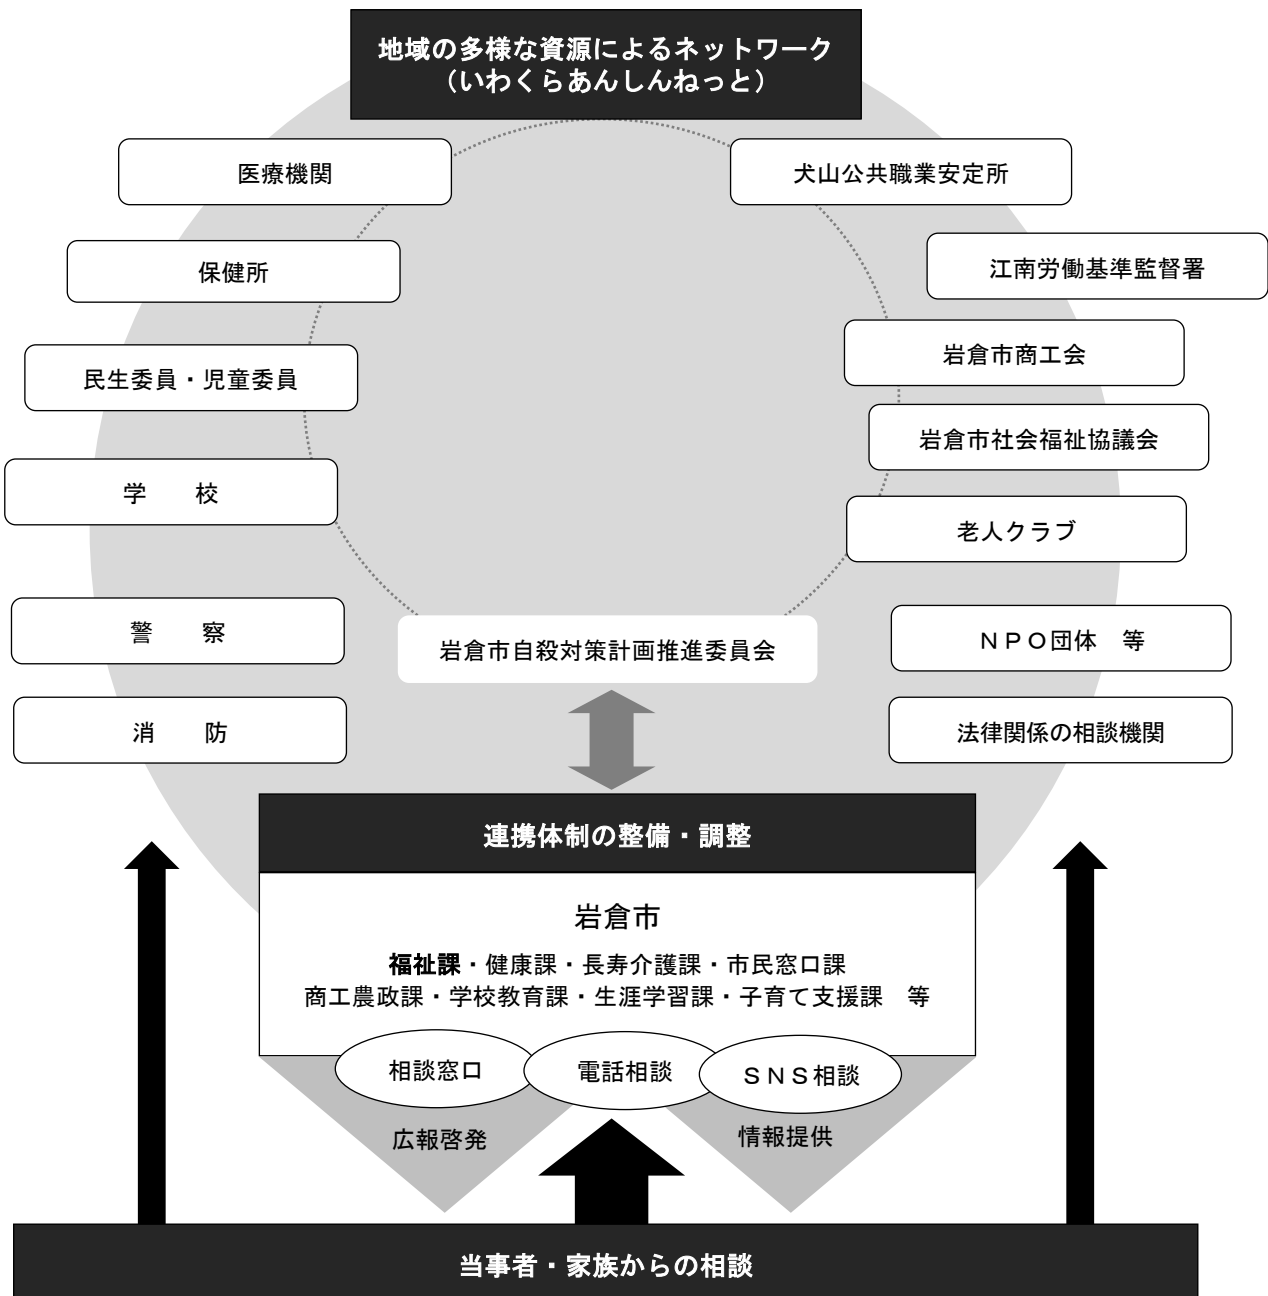 地域の多様な資源によるネットワーク
(いわくらあんしんねっと)
医療機関
犬山公共職業安定所
保健所
江南労働基準監督署
民生委員・児童委員
岩倉市商工会
岩倉市社会福祉協議会
学　　校
老人クラブ
警　　察
岩倉市自殺対策計画推進委員会
ＮＰＯ団体　等
消　　防
法律関係の相談機関
連携体制の整備・調整
岩倉市
福祉課・健康課・長寿介護課・市民窓口課
商工農政課・学校教育課・生涯学習課・子育て支援課　等
相談窓口
電話相談
ＳＮＳ相談
広報啓発
情報提供
当事者・家族からの相談